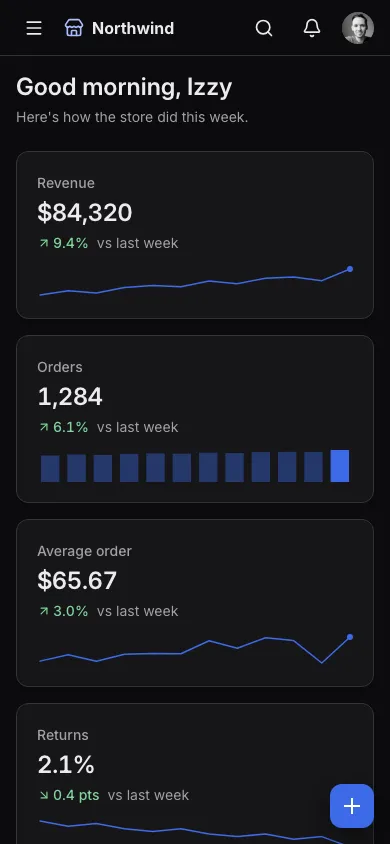 Northwind
Good morning, Izzy
Here's how the store did this week.
Revenue
$84,320
↗ 9.4% vs last week
Orders
1,284
↗ 6.1% vs last week
Average order
$65.67
↗ 3.0% vs last week
Returns
2.1%
↘ 0.4 pts vs last week